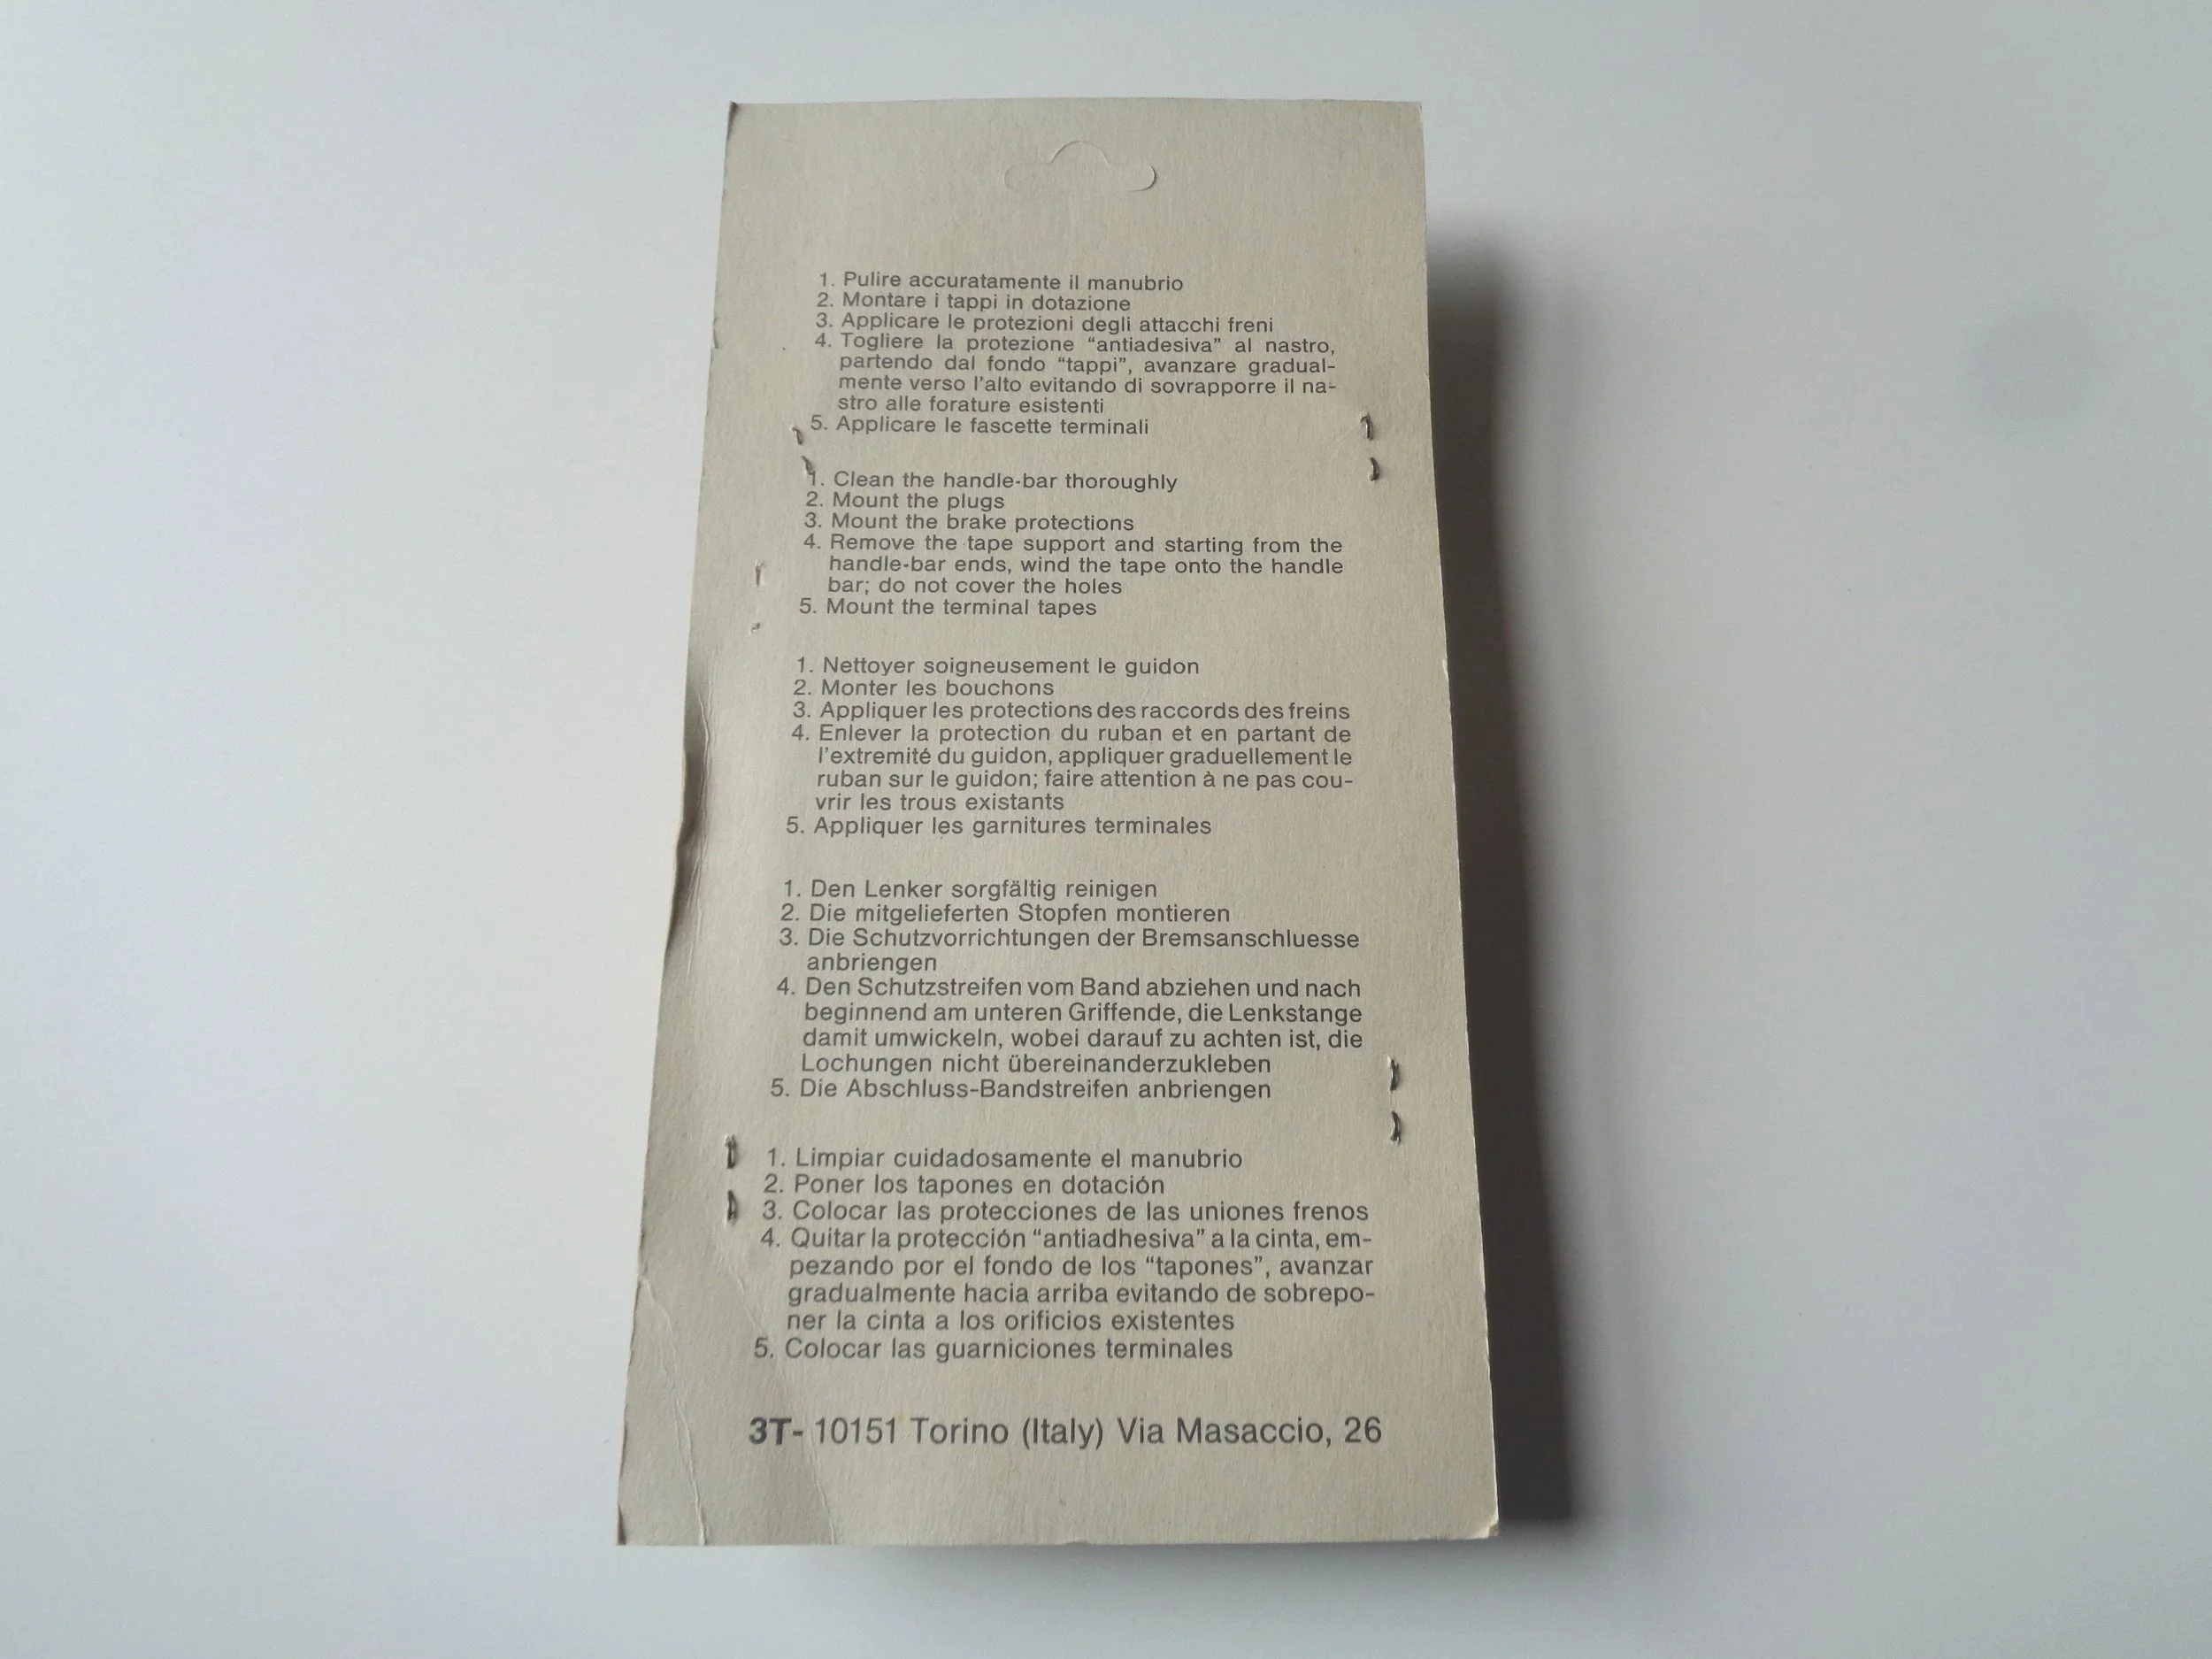 1. Pulire accuratamente il manubrio
2. Montare i tappi in dotazione
3. Applicare le protezioni degli attacchi freni
4. Togliere la protezione “antiadesiva” al nastro,
partendo dal fondo “tappi”, avanzare gradual-
mente verso l'alto evitando di sovrapporre il na-
stro alle forature esistenti
5. Applicare le fascette terminali
1. Clean the handle-bar thoroughly
2. Mount the plugs
3. Mount the brake protections
4. Remove the tape support and starting from the
handle-bar ends, wind the tape onto the handle
bar; do not cover the holes
5. Mount the terminal tapes
1. Nettoyer soigneusement le guidon
2. Monter les bouchons
3. Appliquer les protections des raccords des freins
4. Enlever la protection du ruban et en partant de
l'extremité du guidon, appliquer graduellement le
ruban sur le guidon; faire attention à ne pas cou-
vrir les trous existants
5. Appliquer les garnitures terminales
1. Den Lenker sorgfältig reinigen
2. Die mitgelieferten Stopfen montieren
3. Die Schutzvorrichtungen der Bremsanschluesse
anbriengen
4. Den Schutzstreifen vom Band abziehen und nach
beginnend am unteren Griffende, die Lenkstange
damit umwickeln, wobei darauf zu achten ist, die
Lochungen nicht übereinanderzukleben
5. Die Abschluss-Bandstreifen anbriengen
1. Limpiar cuidadosamente el manubrio
2. Poner los tapones en dotación
3. Colocar las protecciones de las uniones frenos
4. Quitar la protección “antiadhesiva” a la cinta, em-
pezando por el fondo de los “tapones”, avanzar
gradualmente hacia arriba evitando de sobrepo-
ner la cinta a los orificios existentes
5. Colocar las guarniciones terminales
3T- 10151 Torino (Italy) Via Masaccio, 26